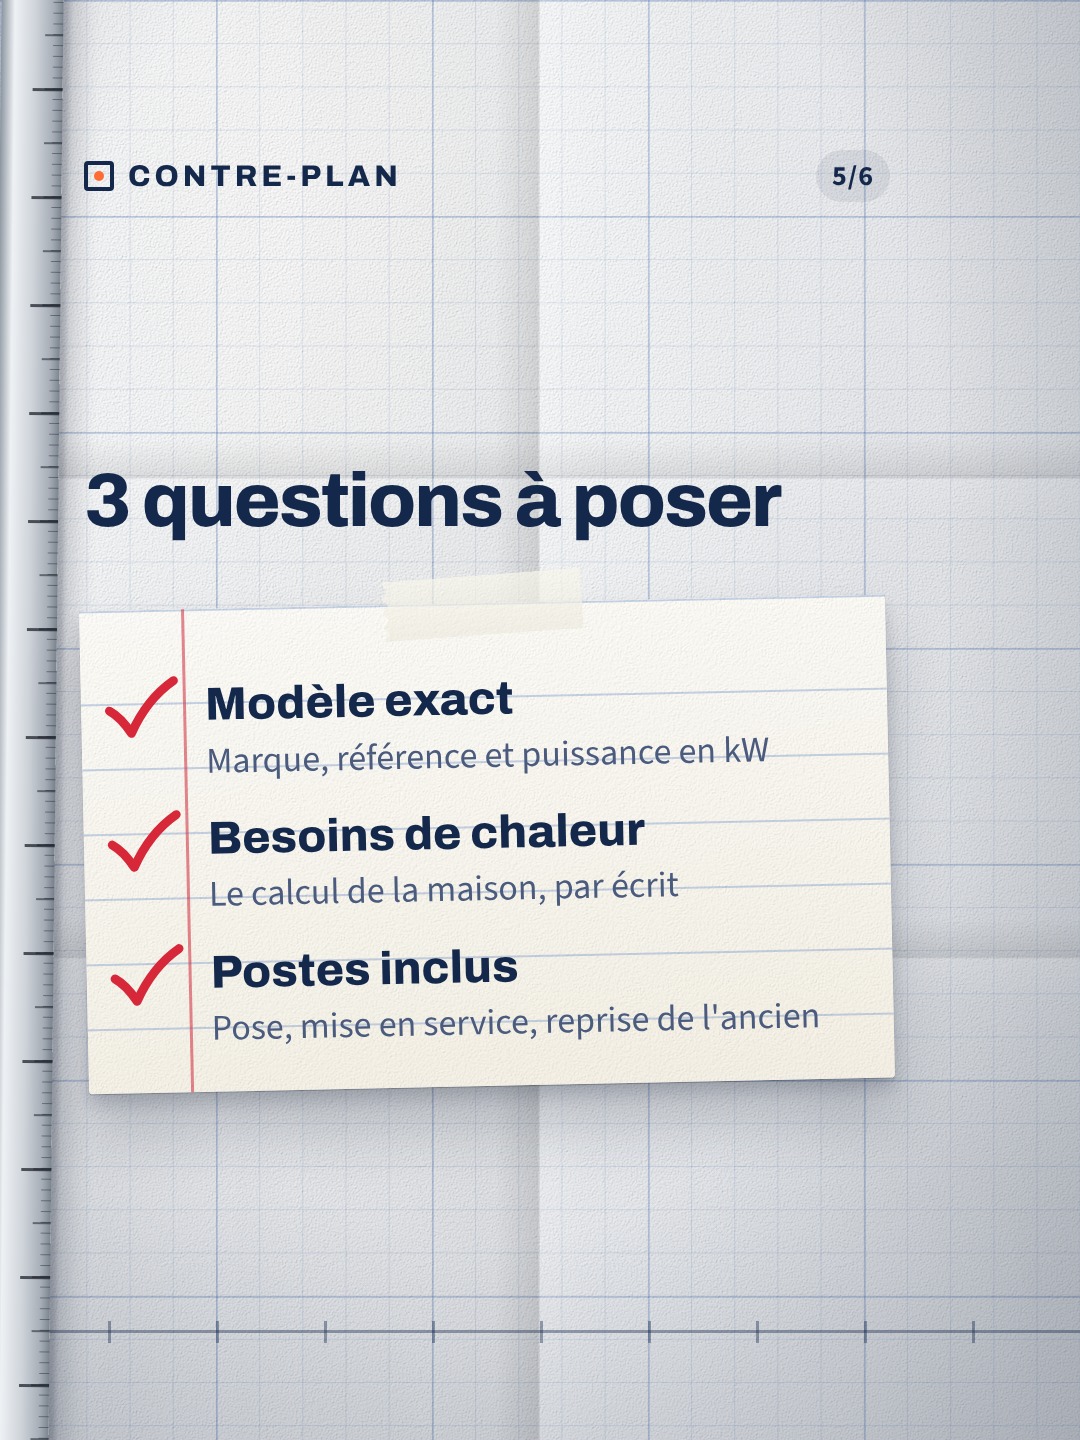 CONTRE-PLAN
5/6
3 questions à poser
Modèle exact
Marque, référence et puissance en kW
Besoins de chaleur
Le calcul de la maison, par écrit
Postes inclus
Pose, mise en service, reprise de l'ancien